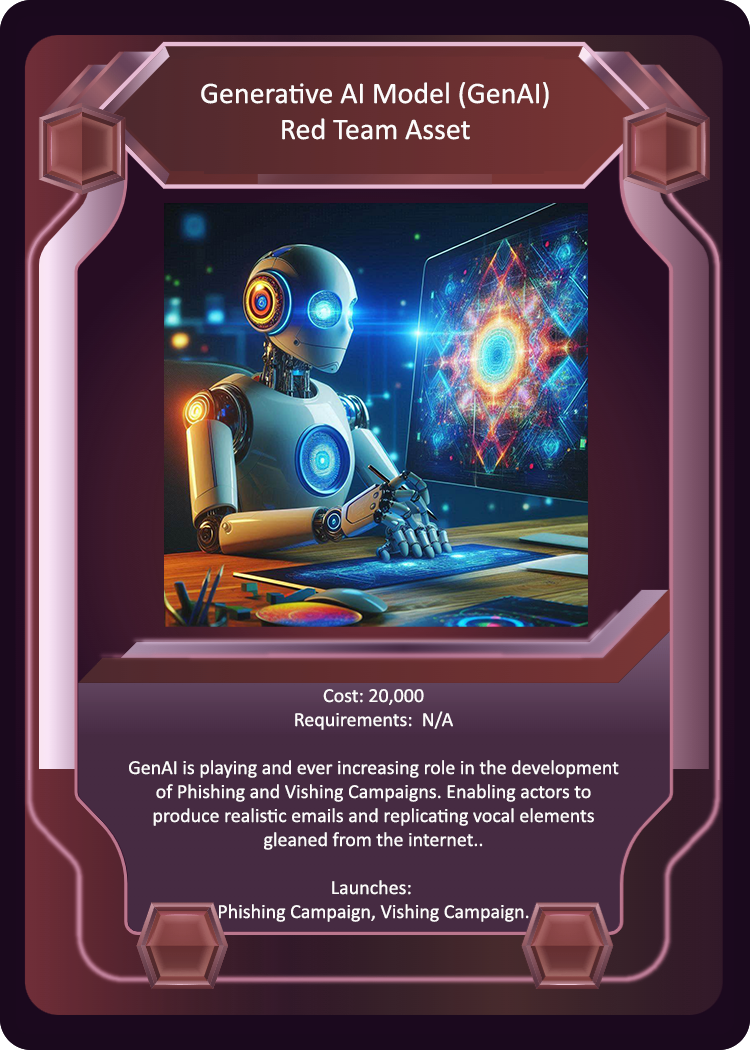 Generative AI Model (GenAI)
Red Team Asset
Cost: 20,000
Requirements:  N/A
GenAI is playing and ever increasing role in the development
of Phishing and Vishing Campaigns. Enabling actors to
produce realistic emails and replicating vocal elements
gleaned from the internet..
Launches:
Phishing Campaign, Vishing Campaign.